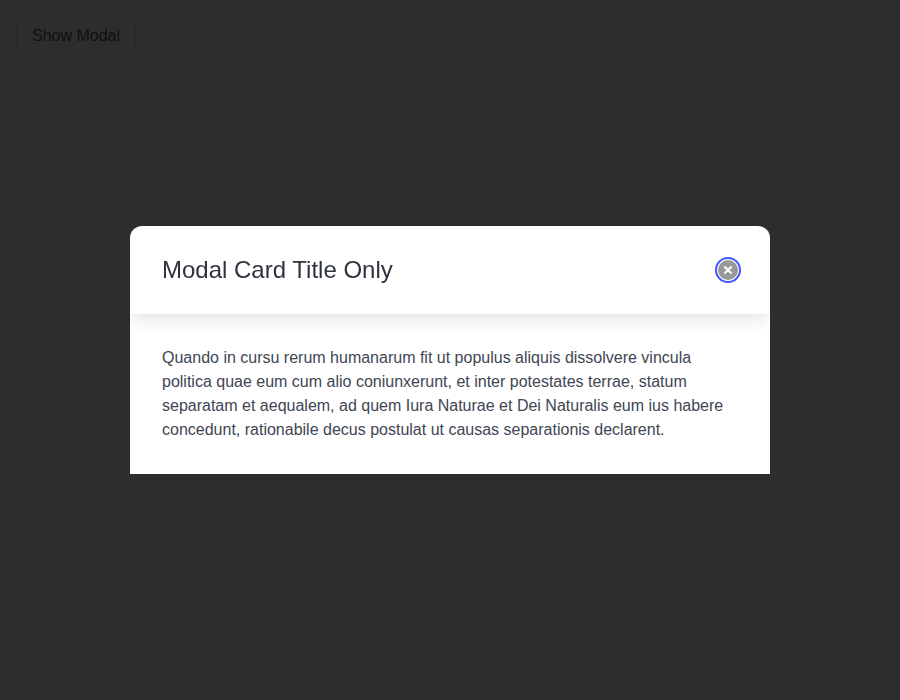 Show Modal
Modal Card Title Only
Quando in cursu rerum humanarum fit ut populus aliquis dissolvere vincula
politica quae eum cum alio coniunxerunt, et inter potestates terrae, statum
separatam et aequalem, ad quem Iura Naturae et Dei Naturalis eum ius habere
concedunt, rationabile decus postulat ut causas separationis declarent.